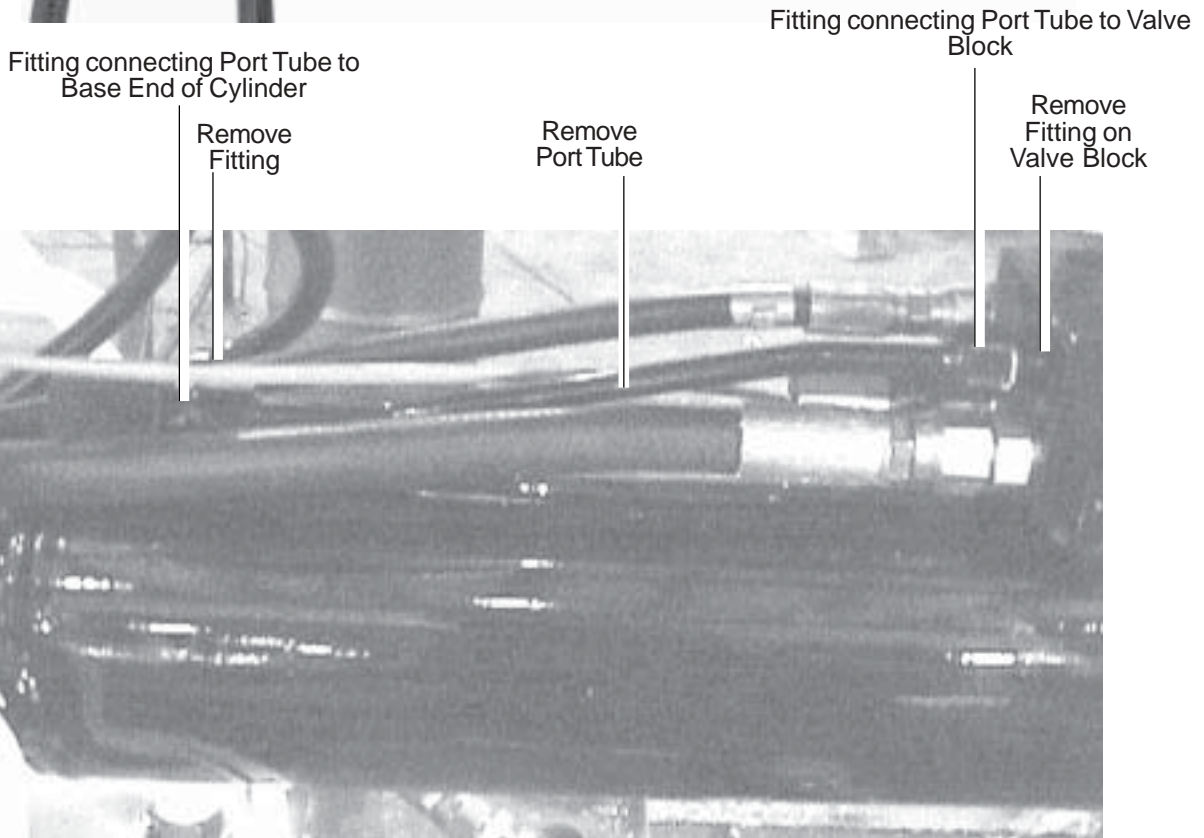 Fitting connecting Port Tube to Valve
Block
Fitting connecting Port Tube to
Base End of Cylinder
Remove
Fitting
Remove
Port Tube
Remove
Fitting on
Valve Block